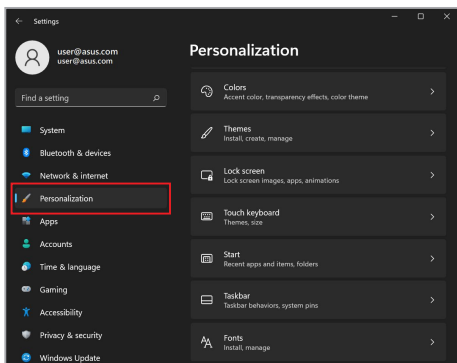 Settings
user@asus.com
user@asus.com
Find a setting
System
Bluetooth & devices
Network & internet
Personalization
Apps
Accounts
Time & language
Gaming
Accessibility
Privacy & security
Windows Update
Personalization
Colors
Accent color, transparency effects, color theme
Themes
Install, create, manage
Lock screen
Lock screen images, apps, animations
Touch keyboard
Themes, size
Start
Recent apps and items, folders
Taskbar
Taskbar behaviors, system pins
Fonts
Install, manage